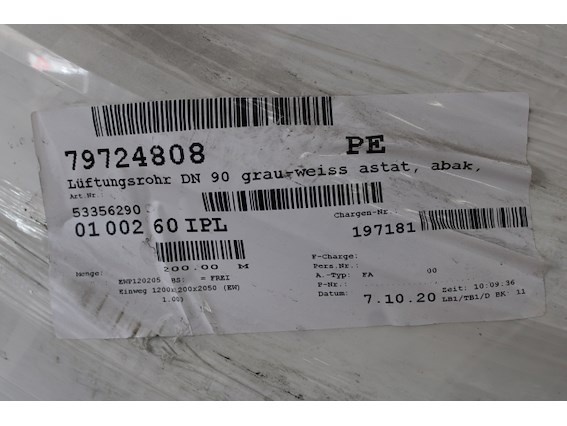 79724808 PE
Lüftungsrohr DN 90 grau-weiss astat, abak,
Art.Nr.:
53356290
Chargen-Nr
01 002 60 IPL 197181
F-Charge:
Menge: 200.00 M
Pers.Nr.:
A.-Typ: FA 00
EWP120205 HS: = FREI
P-Nr.:
Zeit: 10:09:36
Einweg 1200x1200x2050 (EW)
Datum: 7.10.20 LB1/TB1/D BK: 11
1.00